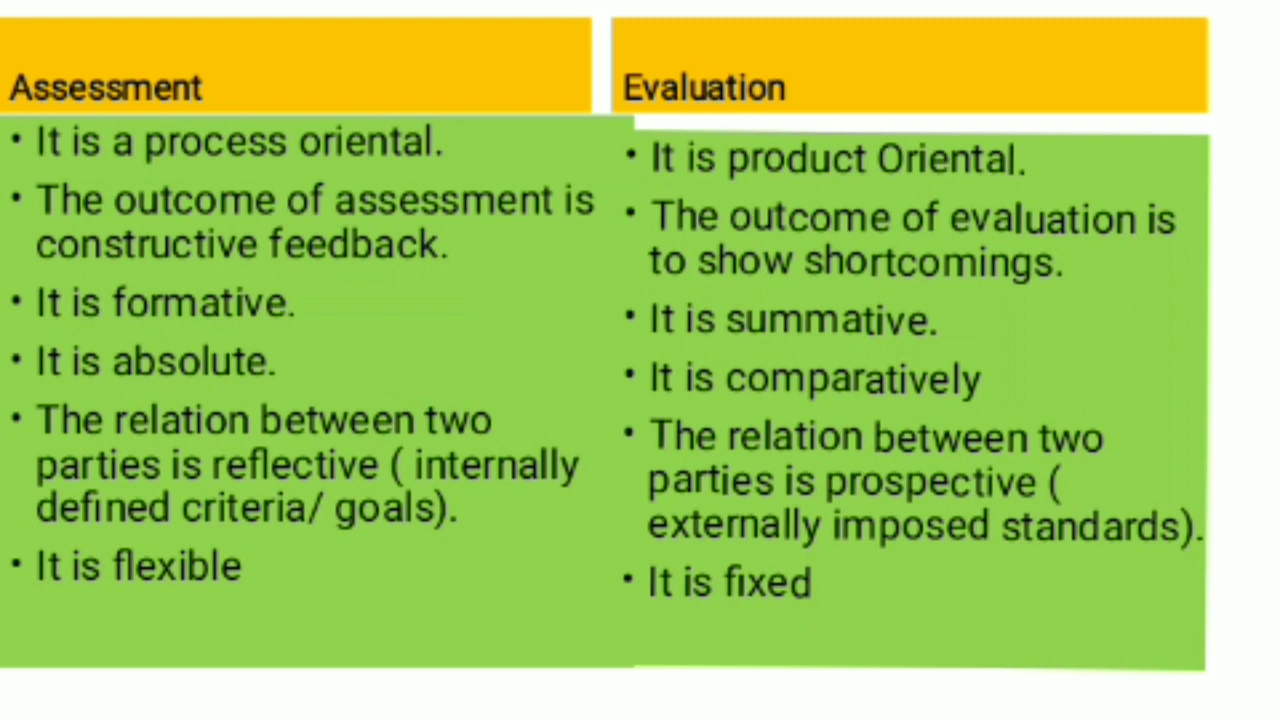 Assessment
• It is a process oriental.
• The outcome of assessment is
constructive feedback.
• It is formative.
• It is absolute.
• The relation between two
parties is reflective ( internally
defined criteria/ goals).
• It is flexible
Evaluation
• It is product Oriental.
• The outcome of evaluation is
to show shortcomings.
• It is summative.
• It is comparatively
• The relation between two
parties is prospective (
externally imposed standards).
• It is fixed